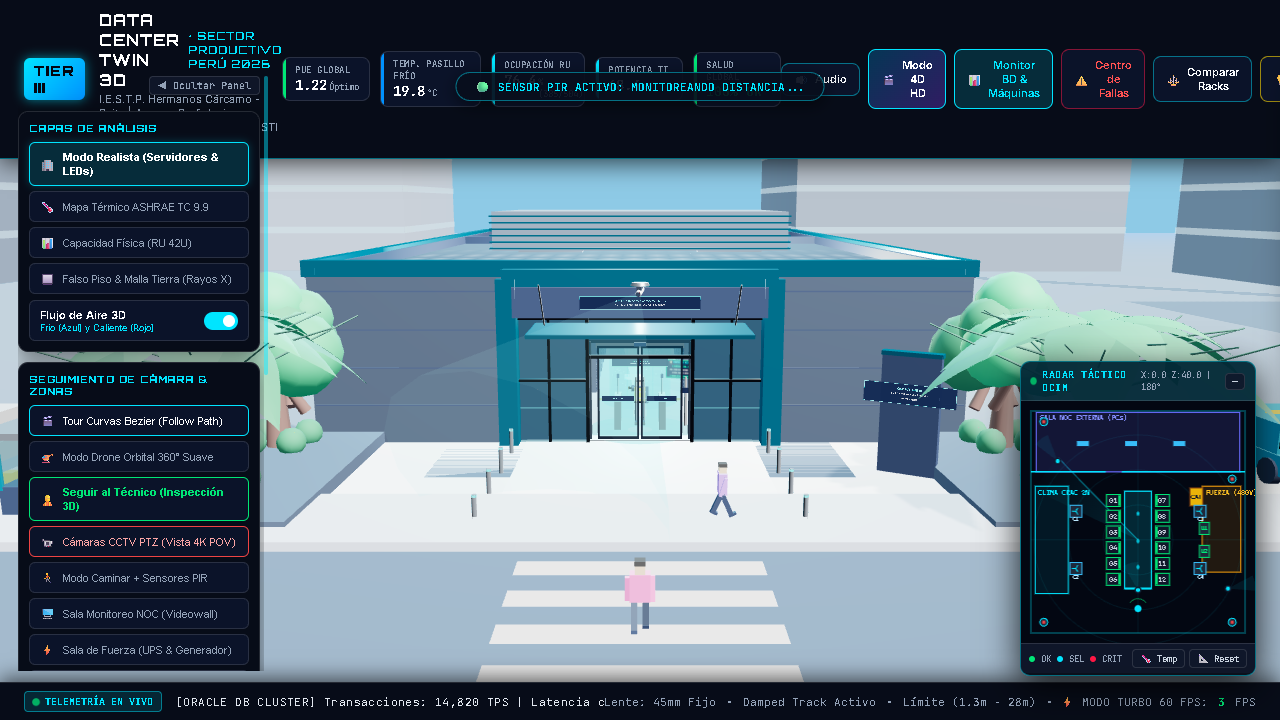 TIER
III
DATA
CENTER
TWIN
3D
· SECTOR
PRODUCTIVO
PERÚ 2026
◀ Ocultar Panel
I.E.S.T.P. Hermanos Cárcamo -
STI
PUE GLOBAL
1.22 Óptimo
TEMP. PASILLO
FRÍO
19.8 °C
OCUPACIÓN RU
POTENCIA TI
SALUD
SENSOR PIR ACTIVO: MONITOREANDO DISTANCIA...
Audio
Modo
4D
HD
Monitor
BD &
Máquinas
Centro
de
Fallas
Comparar
Racks
CAPAS DE ANÁLISIS
Modo Realista (Servidores &
LEDs)
Mapa Térmico ASHRAE TC 9.9
Capacidad Física (RU 42U)
Falso Piso & Malla Tierra (Rayos X)
Flujo de Aire 3D
Frío (Azul) y Caliente (Rojo)
SEGUIMIENTO DE CÁMARA &
ZONAS
Tour Curvas Bezier (Follow Path)
Modo Drone Orbital 360° Suave
Seguir al Técnico (Inspección
3D)
Cámaras CCTV PTZ (Vista 4K POV)
Modo Caminar + Sensores PIR
Sala Monitoreo NOC (Videowall)
Sala de Fuerza (UPS & Generador)
RADAR TÁCTICO
DCIM
X:0.0 Z:40.0 |
180°
—
SALA NOC EXTERNA (PCs)
CLIMA CRAC 2N
FUERZA (480V)
01 07
02 08
03 09
04 10
05 11
06 12
OK SEL CRIT
Temp
Reset
TELEMETRÍA EN VIVO
[ORACLE DB CLUSTER] Transacciones: 14,820 TPS | Latencia c
Lente: 45mm Fijo • Damped Track Activo • Límite (1.3m - 28m) •
MODO TURBO 60 FPS: 3 FPS